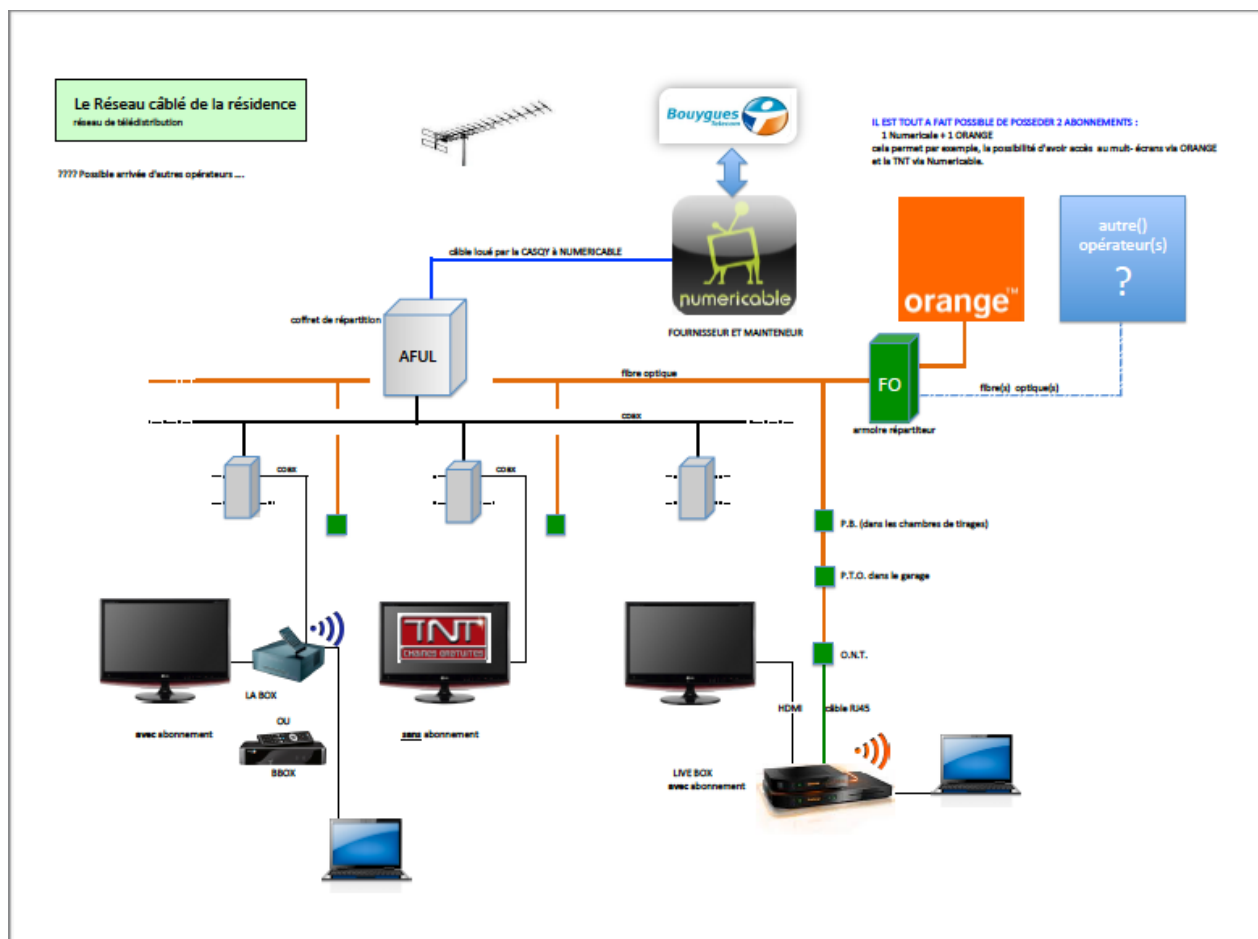 Le Réseau câblé de la résidence
réseau de télédistribution
???? Possible arrivée d'autres opérateurs ....
Bouygues
Telecom
IL EST TOUT A FAIT POSSIBLE DE POSSEDER 2 ABONNEMENTS :
1 Numericale + 1 ORANGE
cela permet par exemple, la possibilité d'avoir accès au mult- écrans via ORANGE
et la TNT via Numericable.
câble loué par la CASQY à NUMERICABLE
numericable
FOURNISSEUR ET MAINTENEUR
orange™
autre()
opérateur(s)
?
coffret de répartition
AFUL
fibre optique
FO
fibre(s) optique(s)
armoire répartiteur
coax
coax
coax
P.B. (dans les chambres de tirages)
P.T.O. dans le garage
O.N.T.
TNT
CHAINES GRATUITES
LA BOX
OU
BBOX
avec abonnement
sans abonnement
HDMI
câble RJ45
LIVE BOX
avec abonnement